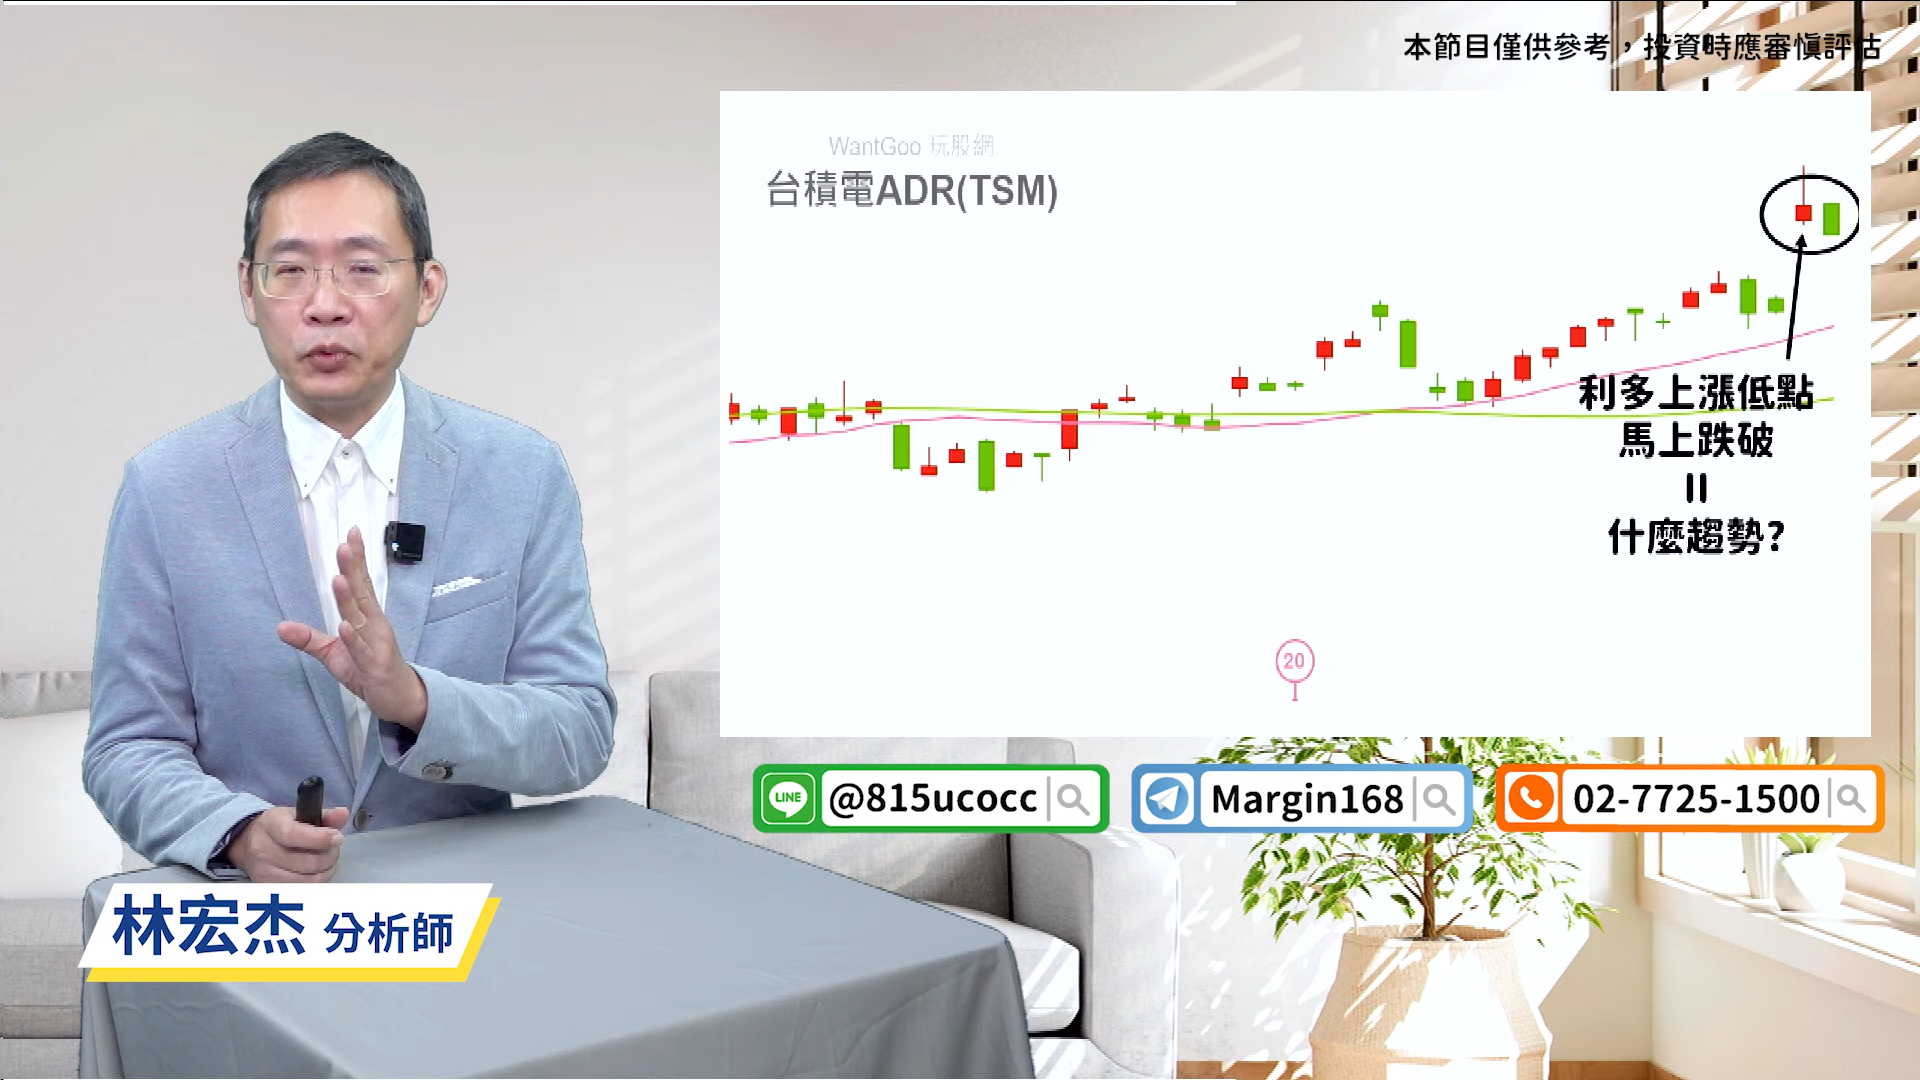 本節目僅供參考，投資時應審慎評估
WantGoo 玩股網
台積電ADR(TSM)
利多上漲低點
馬上跌破
=
什麼趨勢?
20
LINE
@815ucocc
Margin168
02-7725-1500
林宏杰 分析師